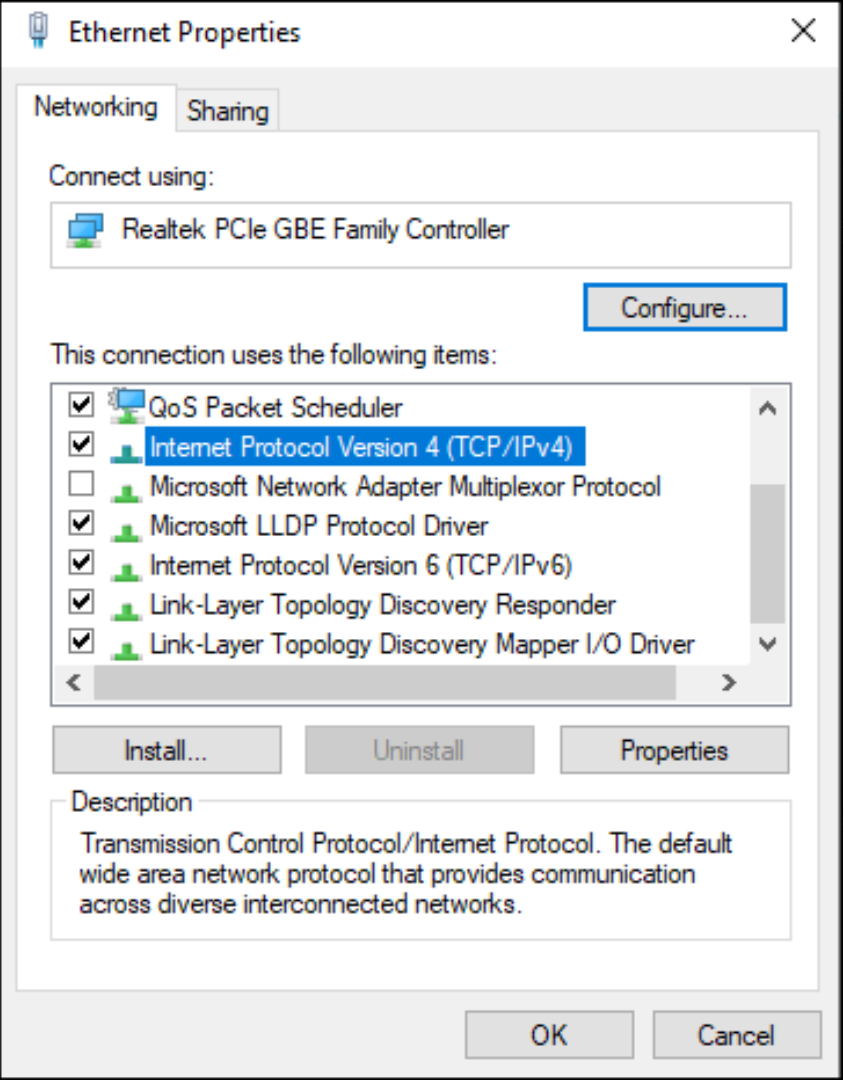 Ethernet Properties
Networking
Sharing
Connect using:
Realtek PCIe GBE Family Controller
Configure...
This connection uses the following items:
QoS Packet Scheduler
Internet Protocol Version 4 (TCP/IPv4)
Microsoft Network Adapter Multiplexor Protocol
Microsoft LLDP Protocol Driver
Internet Protocol Version 6 (TCP/IPv6)
Link-Layer Topology Discovery Responder
Link-Layer Topology Discovery Mapper I/O Driver
Install...
Uninstall
Properties
Description
Transmission Control Protocol/Internet Protocol. The default
wide area network protocol that provides communication
across diverse interconnected networks.
OK
Cancel